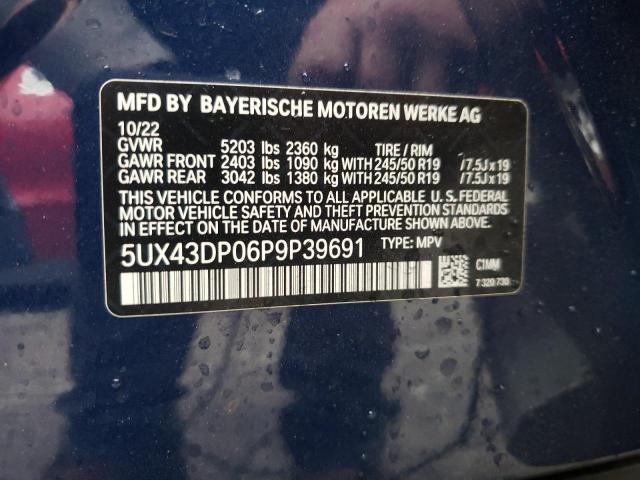 MFD BY BAYERISCHE MOTOREN WERKE AG
10/22
GVWR 5203 lbs 2360 kg TIRE / RIM
GAWR FRONT 2403 lbs 1090 kg WITH 245/50 R19 /7.5J x 19
GAWR REAR 3042 lbs 1380 kg WITH 245/50 R19 /7.5J x 19
THIS VEHICLE CONFORMS TO ALL APPLICABLE U. S. FEDERAL
MOTOR VEHICLE SAFETY AND THEFT PREVENTION STANDARDS
IN EFFECT ON THE DATE OF MANUFACTURE SHOWN ABOVE.
5UX43DP06P9P39691 TYPE: MPV
C1MM
7 320 730